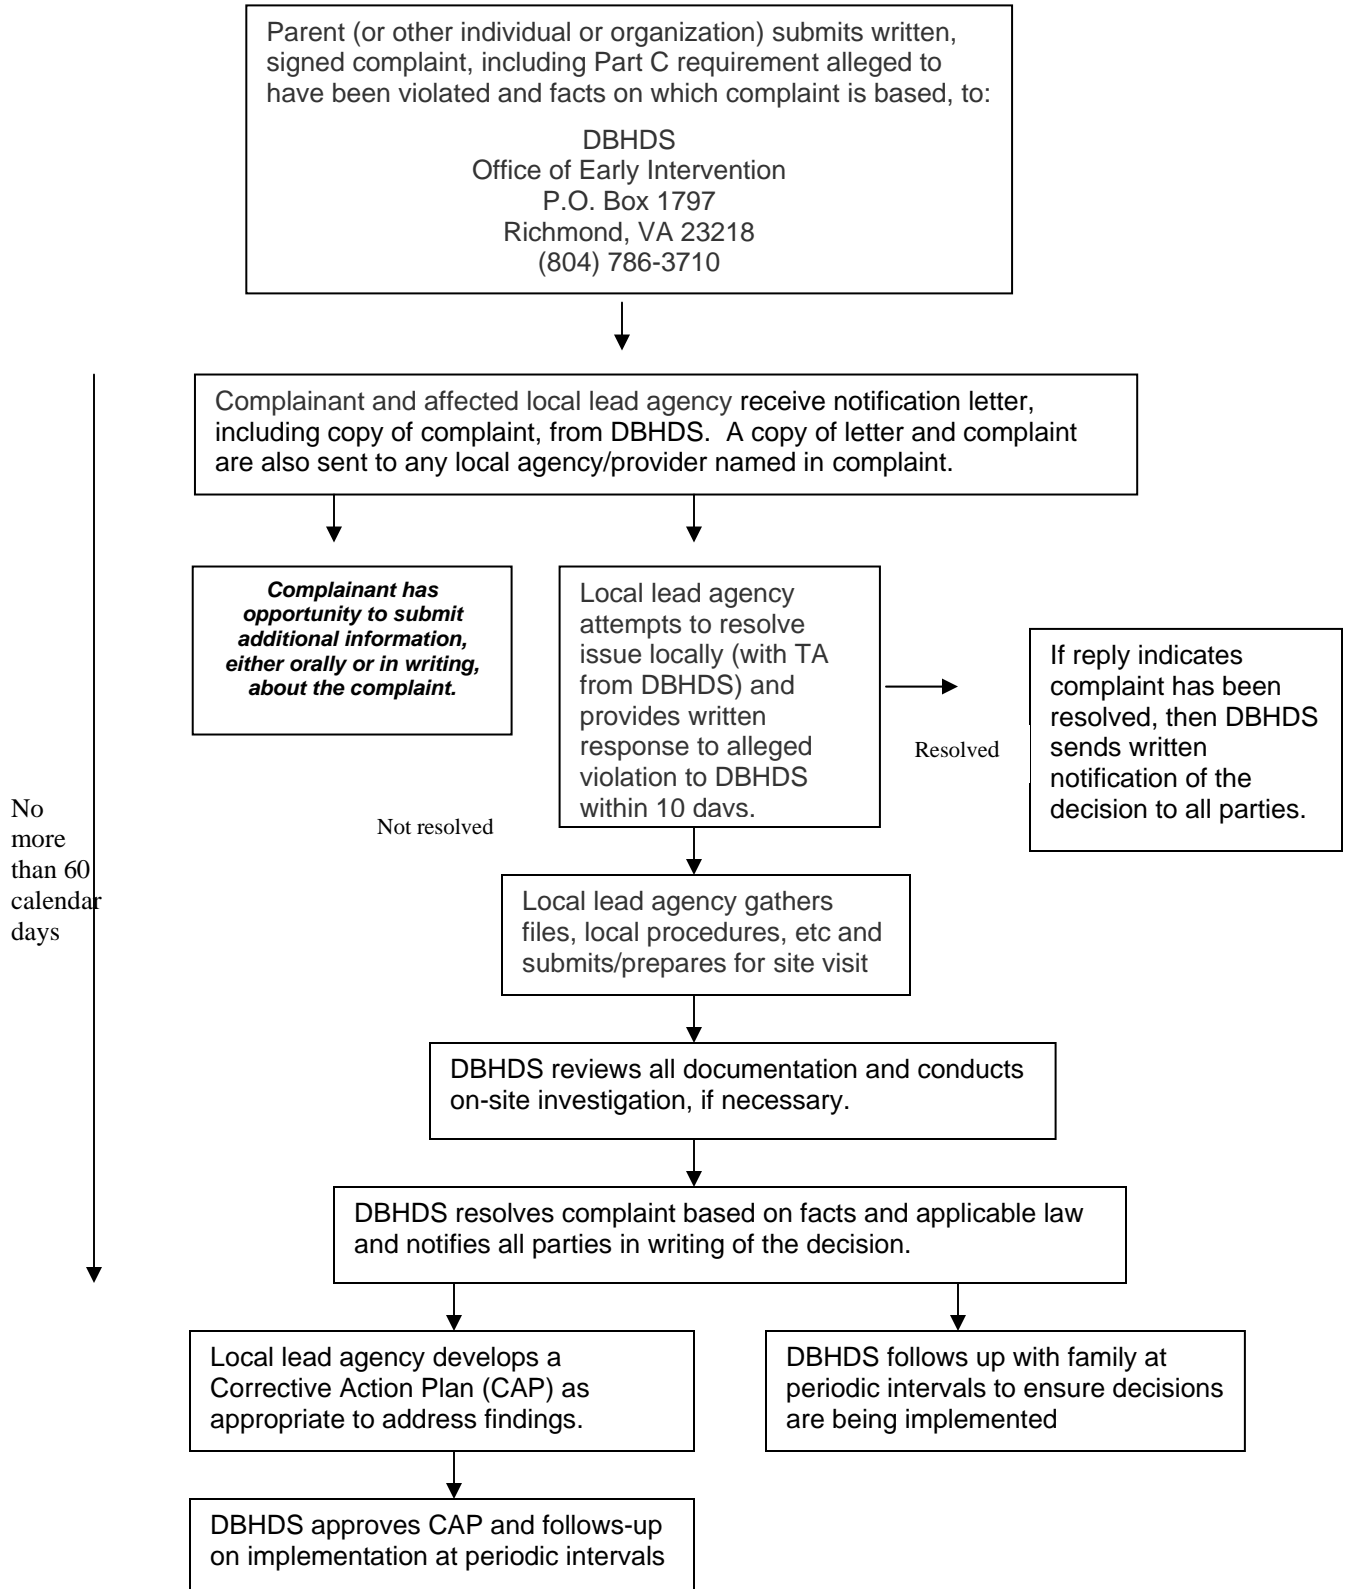 Parent (or other individual or organization) submits written,
signed complaint, including Part C requirement alleged to
have been violated and facts on which complaint is based, to:
DBHDS
Office of Early Intervention
P.O. Box 1797
Richmond, VA 23218
(804) 786-3710
Complainant and affected local lead agency receive notification letter,
including copy of complaint, from DBHDS.  A copy of letter and complaint
are also sent to any local agency/provider named in complaint.
Complainant has
opportunity to submit
additional information,
either orally or in writing,
about the complaint.
Local lead agency
attempts to resolve
issue locally (with TA
from DBHDS) and
provides written
response to alleged
violation to DBHDS
within 10 days.
Resolved
If reply indicates
complaint has been
resolved, then DBHDS
sends written
notification of the
decision to all parties.
No
more
than 60
calendar
days
Not resolved
Local lead agency gathers
files, local procedures, etc and
submits/prepares for site visit
DBHDS reviews all documentation and conducts
on-site investigation, if necessary.
DBHDS resolves complaint based on facts and applicable law
and notifies all parties in writing of the decision.
Local lead agency develops a
Corrective Action Plan (CAP) as
appropriate to address findings.
DBHDS follows up with family at
periodic intervals to ensure decisions
are being implemented
DBHDS approves CAP and follows-up
on implementation at periodic intervals